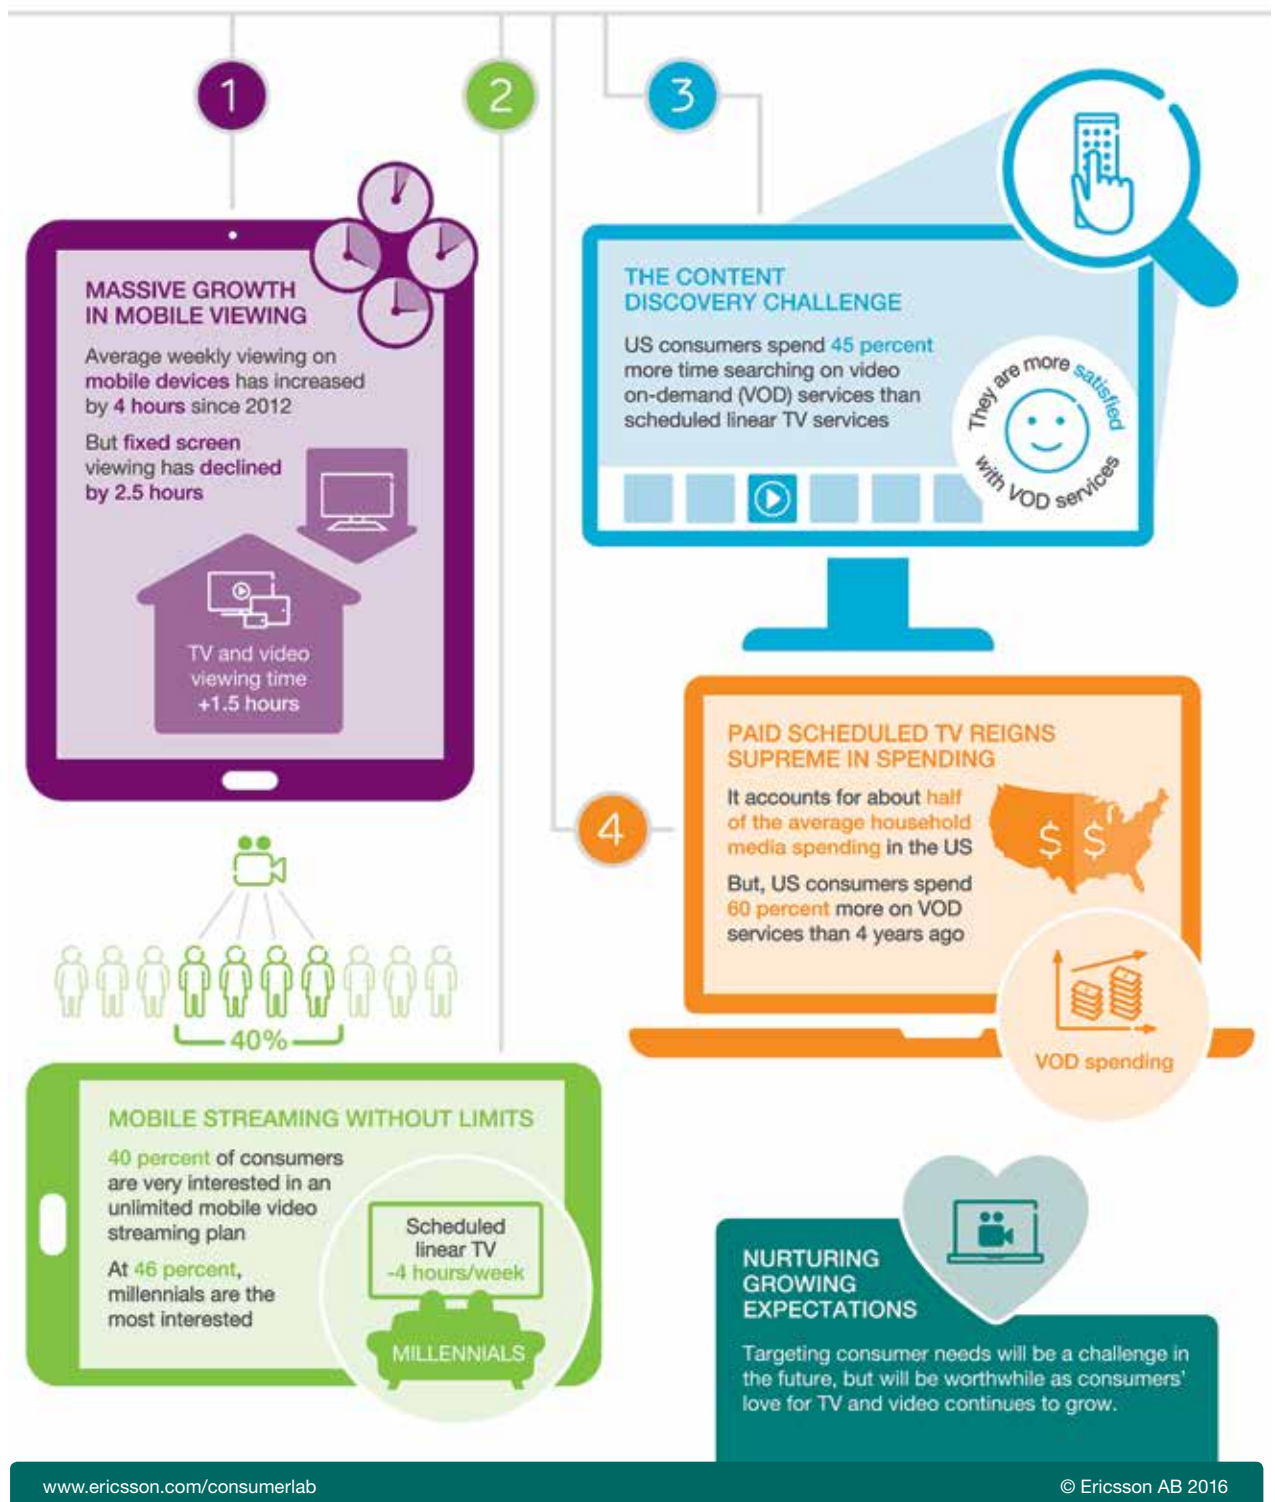 1
2
3
MASSIVE GROWTH
IN MOBILE VIEWING
Average weekly viewing on
mobile devices has increased
by 4 hours since 2012
But fixed screen
viewing has declined
by 2.5 hours
TV and video
viewing time
+1.5 hours
THE CONTENT
DISCOVERY CHALLENGE
US consumers spend 45 percent
more time searching on video
on-demand (VOD) services than
scheduled linear TV services
They are more satisfied
with VOD services
4
PAID SCHEDULED TV REIGNS
SUPREME IN SPENDING
It accounts for about half
of the average household
media spending in the US
But, US consumers spend
60 percent more on VOD
services than 4 years ago
$ $
VOD spending
40%
MOBILE STREAMING WITHOUT LIMITS
40 percent of consumers
are very interested in an
unlimited mobile video
streaming plan
At 46 percent,
millennials are the
most interested
Scheduled
linear TV
-4 hours/week
MILLENNIALS
NURTURING
GROWING
EXPECTATIONS
Targeting consumer needs will be a challenge in
the future, but will be worthwhile as consumers'
love for TV and video continues to grow.
www.ericsson.com/consumerlab
© Ericsson AB 2016